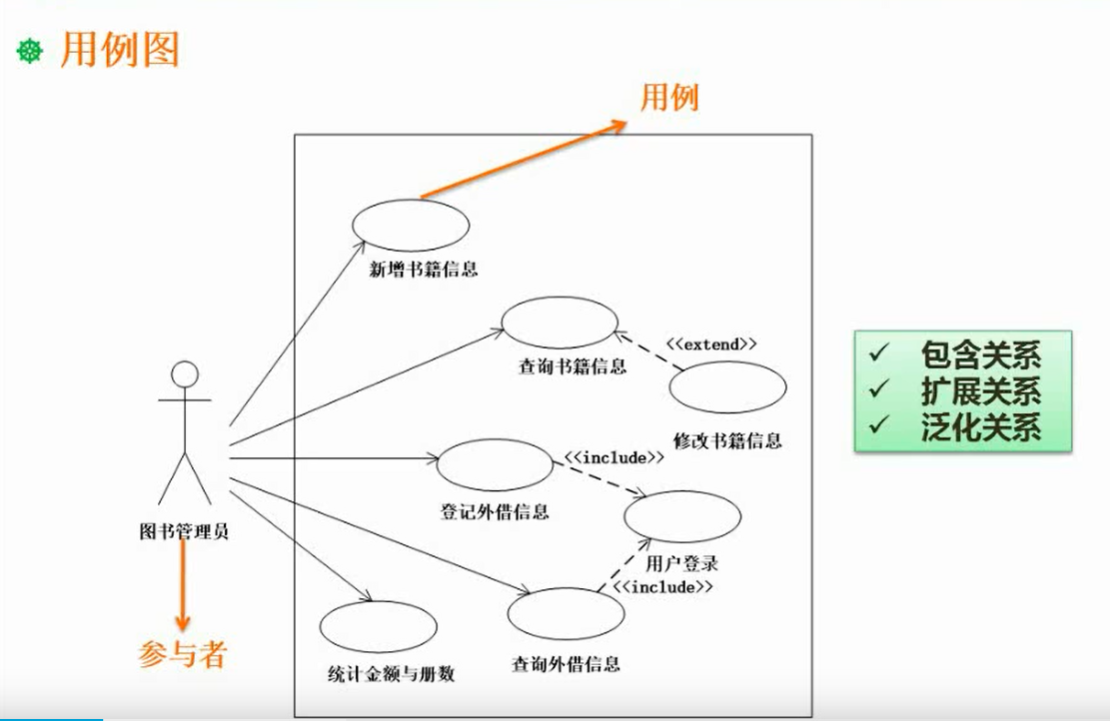 用例图
用例
新增书籍信息
<<extend>>
查询书籍信息
包含关系
扩展关系
泛化关系
修改书籍信息
<<include>>
登记外借信息
图书管理员
用户登录
<<include>>
参与者
查询外借信息
统计金额与册数